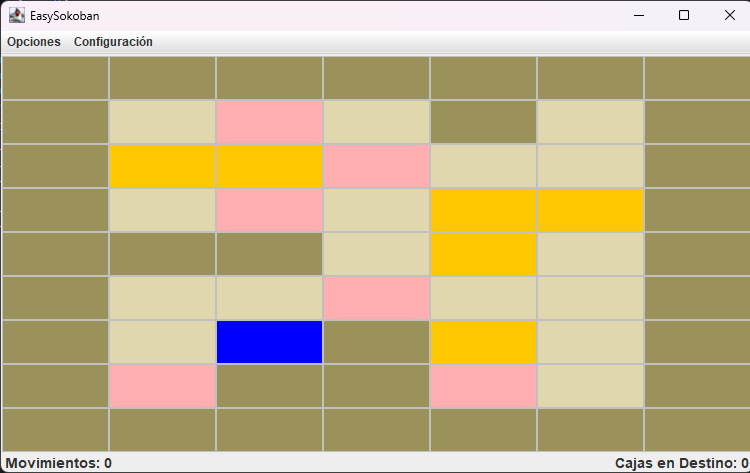 EasySokoban
Opciones Configuración
Movimientos: 0 Cajas en Destino: 0